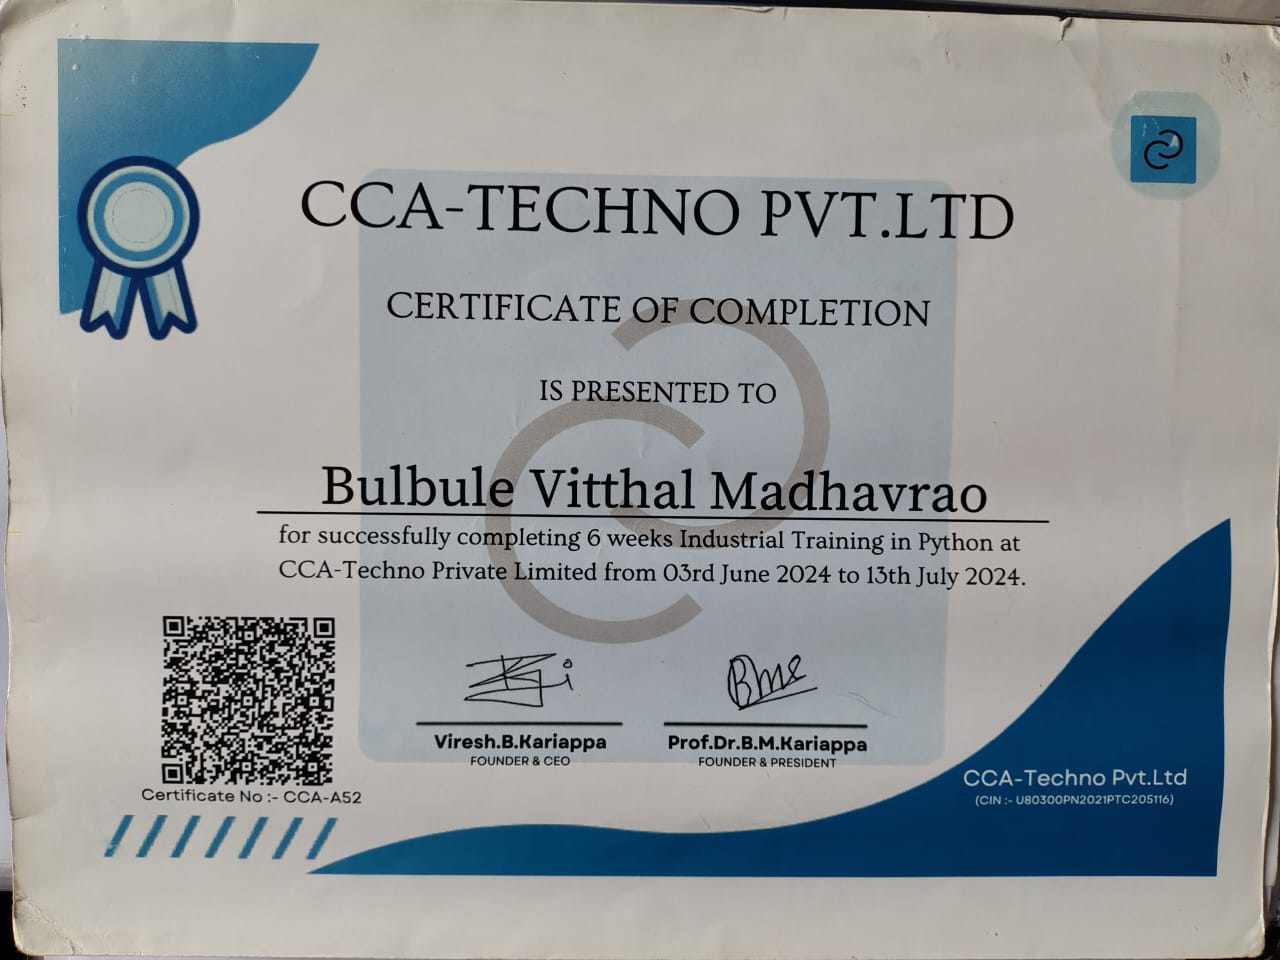 CCA-TECHNO PVT.LTD
CERTIFICATE OF COMPLETION
IS PRESENTED TO
Bulbule Vitthal Madhavrao
for successfully completing 6 weeks Industrial Training in Python at
CCA-Techno Private Limited from 03rd June 2024 to 13th July 2024.
Viresh.B.Kariappa
FOUNDER & CEO
Prof.Dr.B.M.Kariappa
FOUNDER & PRESIDENT
Certificate No :- CCA-A52
CCA-Techno Pvt.Ltd
(CIN :- U80300PN2021PTC205116)